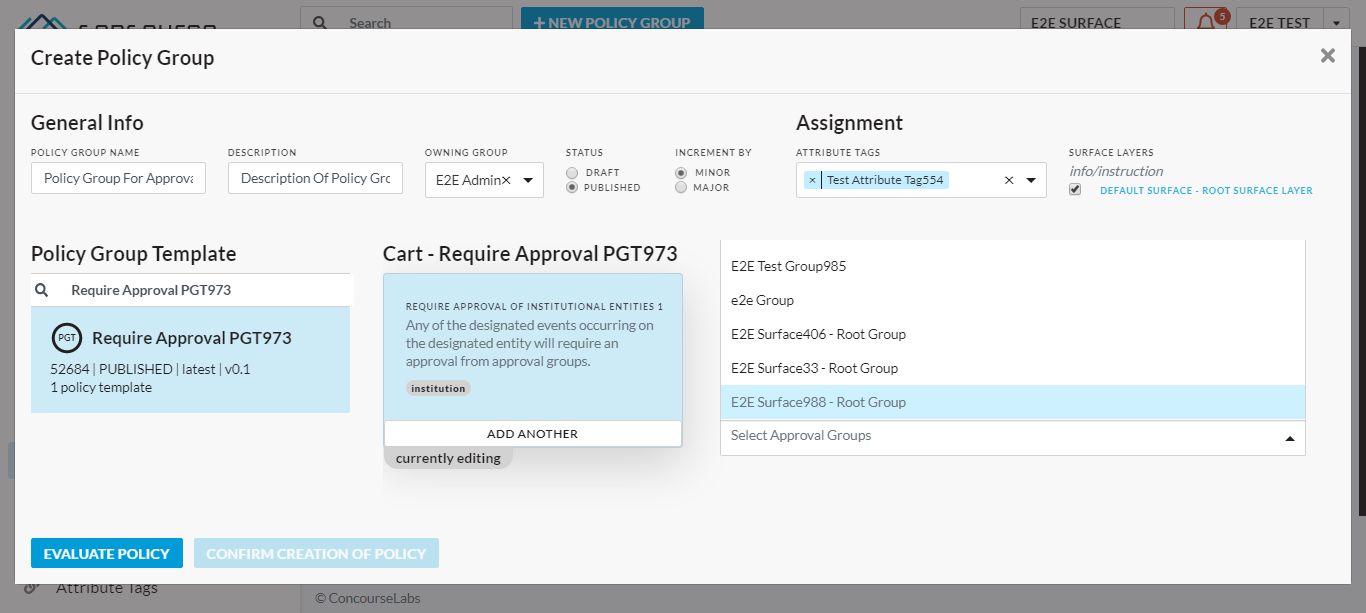 Search
+ NEW POLICY GROUP
E2E SURFACE
5
E2E TEST
Create Policy Group
General Info
Assignment
POLICY GROUP NAME
DESCRIPTION
OWNING GROUP
STATUS
INCREMENT BY
ATTRIBUTE TAGS
SURFACE LAYERS
Policy Group For Approva
Description Of Policy Grc
E2E Admin×
DRAFT
PUBLISHED
MINOR
MAJOR
× Test Attribute Tag554 ×
info/instruction
DEFAULT SURFACE - ROOT SURFACE LAYER
Policy Group Template
Require Approval PGT973
PGT
Require Approval PGT973
52684 | PUBLISHED | latest | v0.1
1 policy template
Cart - Require Approval PGT973
REQUIRE APPROVAL OF INSTITUTIONAL ENTITIES 1
Any of the designated events occurring on
the designated entity will require an
approval from approval groups.
institution
ADD ANOTHER
currently editing
E2E Test Group985
e2e Group
E2E Surface406 - Root Group
E2E Surface33 - Root Group
E2E Surface988 - Root Group
Select Approval Groups
EVALUATE POLICY
CONFIRM CREATION OF POLICY
Attribute Tags
© ConcourseLabs